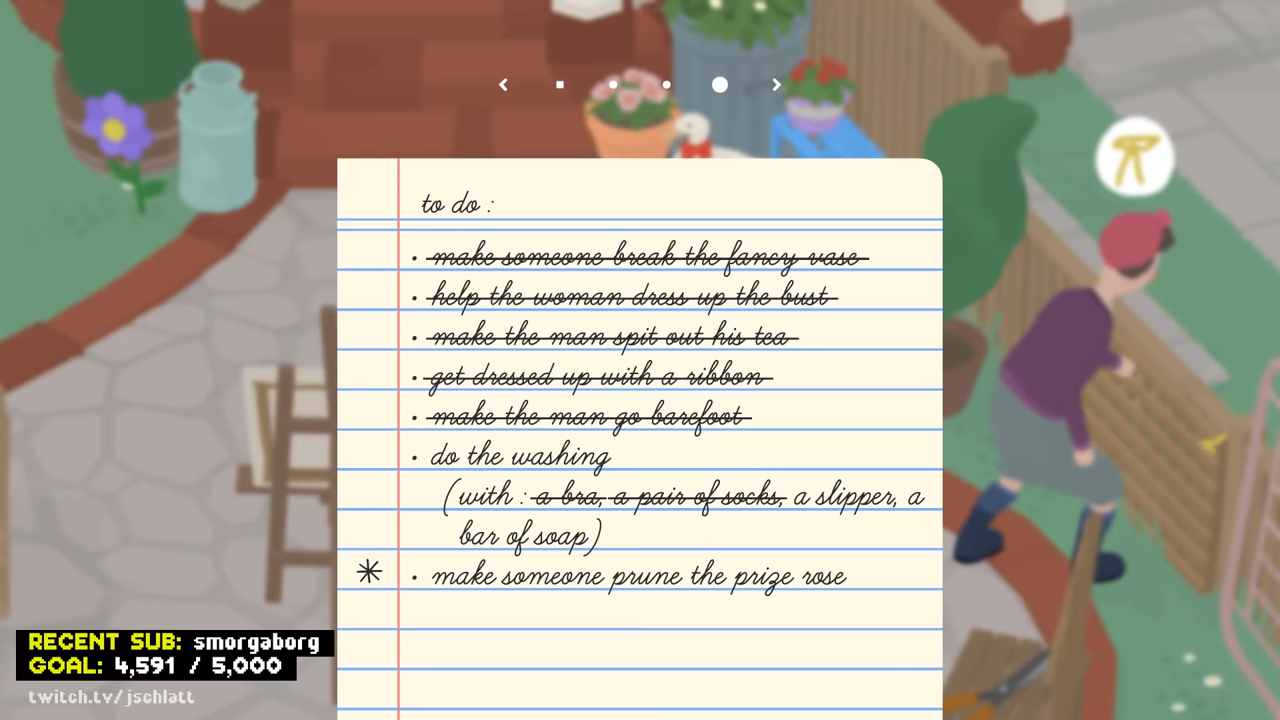 to do :
• make someone break the fancy vase
• help the woman dress up the bust
• make the man spit out his tea
• get dressed up with a ribbon
• make the man go barefoot
• do the washing
(with : a bra, a pair of socks, a slipper, a
bar of soap)
* • make someone prune the prize rose
RECENT SUB: smorgaborg
GOAL: 4,591 / 5,000
twitch.tv/jschlatt